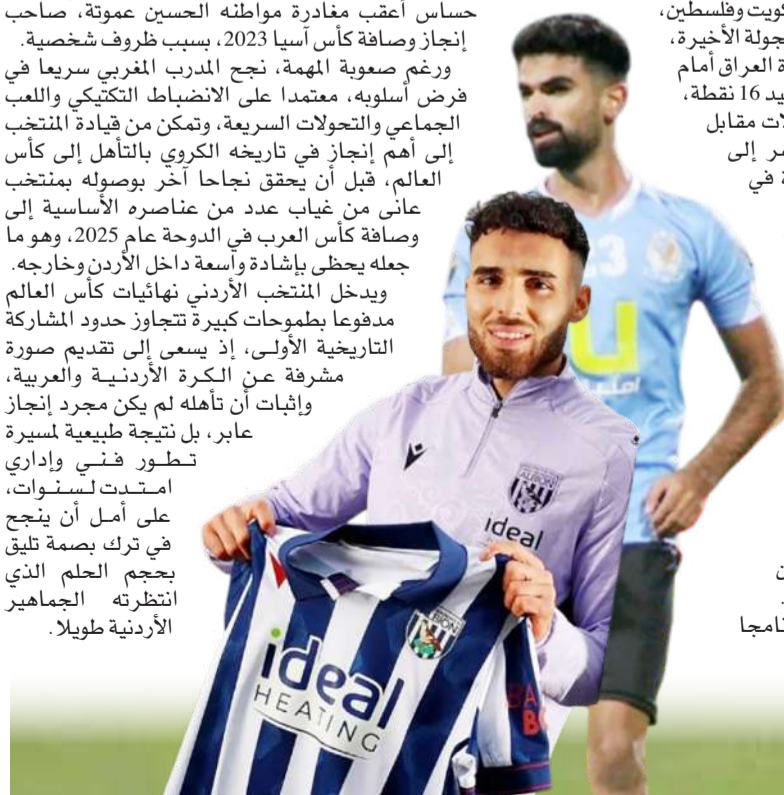 كويت وفلسطين،
جولة الأخيرة،
ة العراق أمام
يد 16 نقطة،
لات مقابل
ر إلى
ة في
ن
نامجا
حساس أعقب مغادرة مواطنه الحسين عموتة، صاحب
إنجاز وصافة كأس آسيا 2023، بسبب ظروف شخصية.
ورغم صعوبة المهمة، نجح المدرب المغربي سريعا في
فرض أسلوبه، معتمدا على الانضباط التكتيكي واللعب
الجماعي والتحولات السريعة، وتمكن من قيادة المنتخب
إلى أهم إنجاز في تاريخه الكروي بالتأهل إلى كأس
العالم، قبل أن يحقق نجاحا آخر بوصوله بمنتخب
عانى من غياب عدد من عناصره الأساسية إلى
وصافة كأس العرب في الدوحة عام 2025، وهو ما
جعله يحظى بإشادة واسعة داخل الأردن وخارجه.
ويدخل المنتخب الأردني نهائيات كأس العالم
مدفوعا بطموحات كبيرة تتجاوز حدود المشاركة
التاريخية الأولى، إذ يسعى إلى تقديم صورة
مشرفة عن الكرة الأردنية والعربية،
وإثبات أن تأهله لم يكن مجرد إنجاز
عابر، بل نتيجة طبيعية لمسيرة
تطور فني وإداري
امتدت لسنوات،
على أمل أن ينجح
في ترك بصمة تليق
بحجم الحلم الذي
انتظرته الجماهير
الأردنية طويلا.
23
ALBION
ideal
ALBION
ideal
HEATING